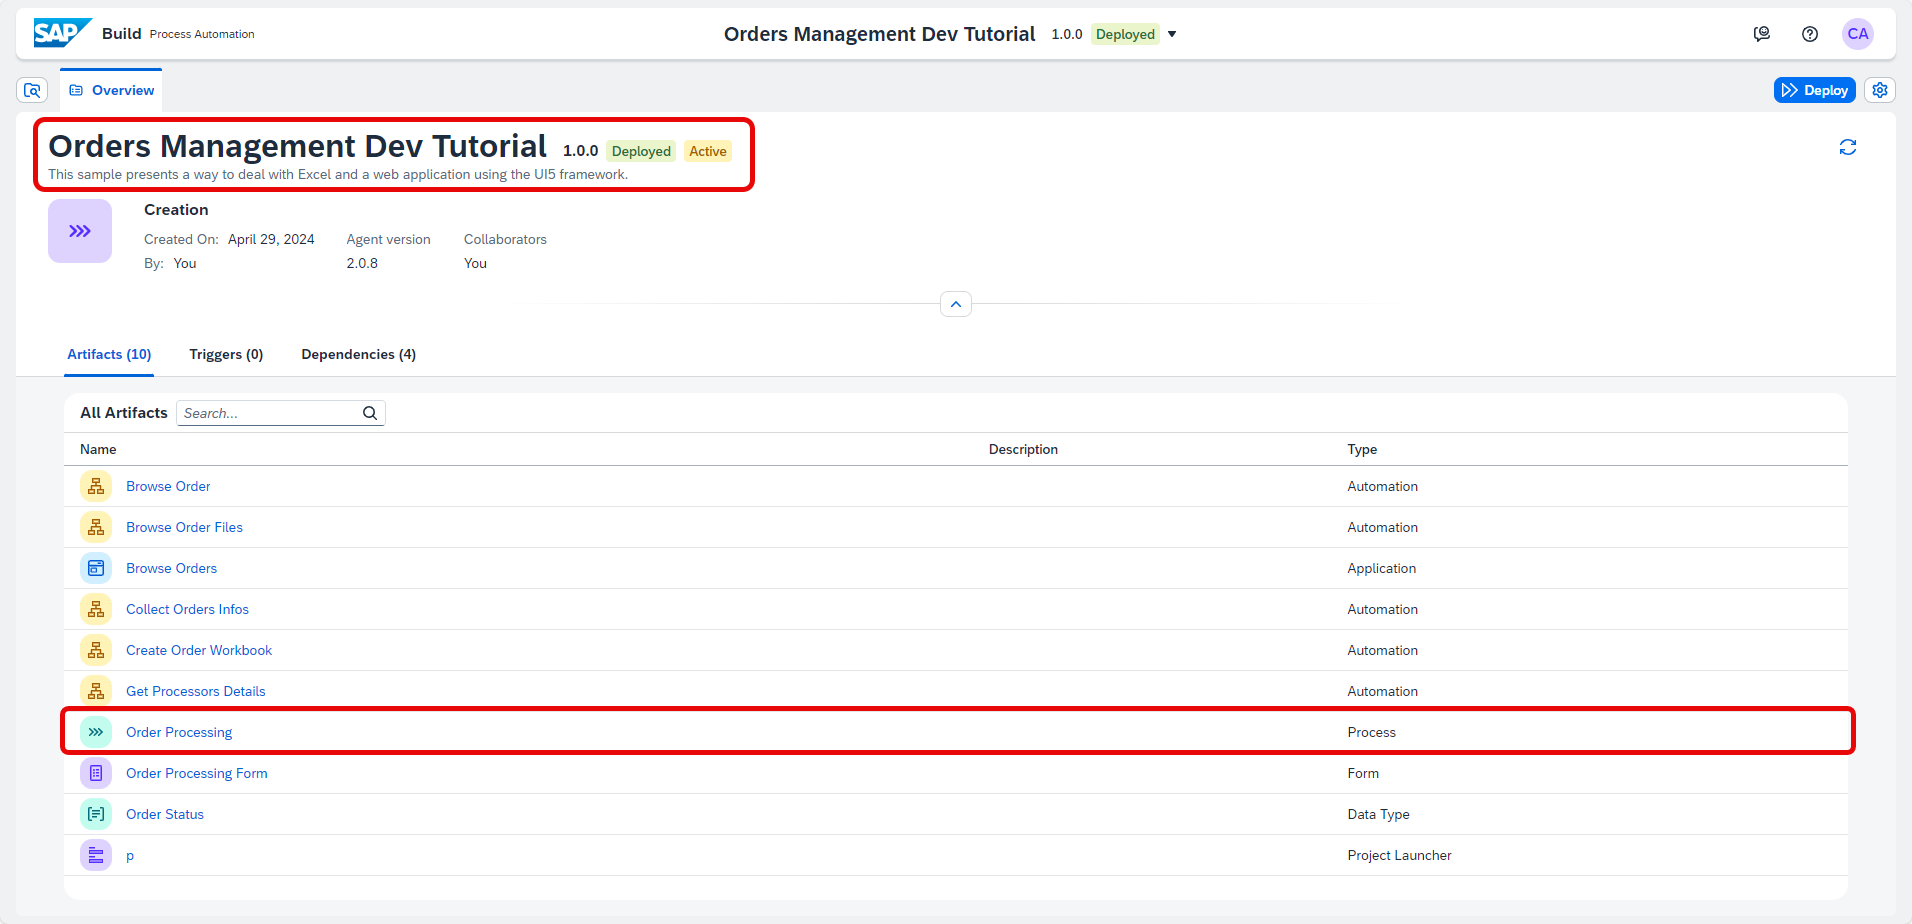 SAP Build Process Automation
Orders Management Dev Tutorial 1.0.0 Deployed
CA
Overview
Deploy
Orders Management Dev Tutorial 1.0.0 Deployed Active
This sample presents a way to deal with Excel and a web application using the UI5 framework.
Creation
Created On: April 29, 2024 Agent version Collaborators
By: You 2.0.8 You
Artifacts (10) Triggers (0) Dependencies (4)
All Artifacts Search...
Name Description Type
Browse Order Automation
Browse Order Files Automation
Browse Orders Application
Collect Orders Infos Automation
Create Order Workbook Automation
Get Processors Details Automation
Order Processing Process
Order Processing Form Form
Order Status Data Type
p Project Launcher